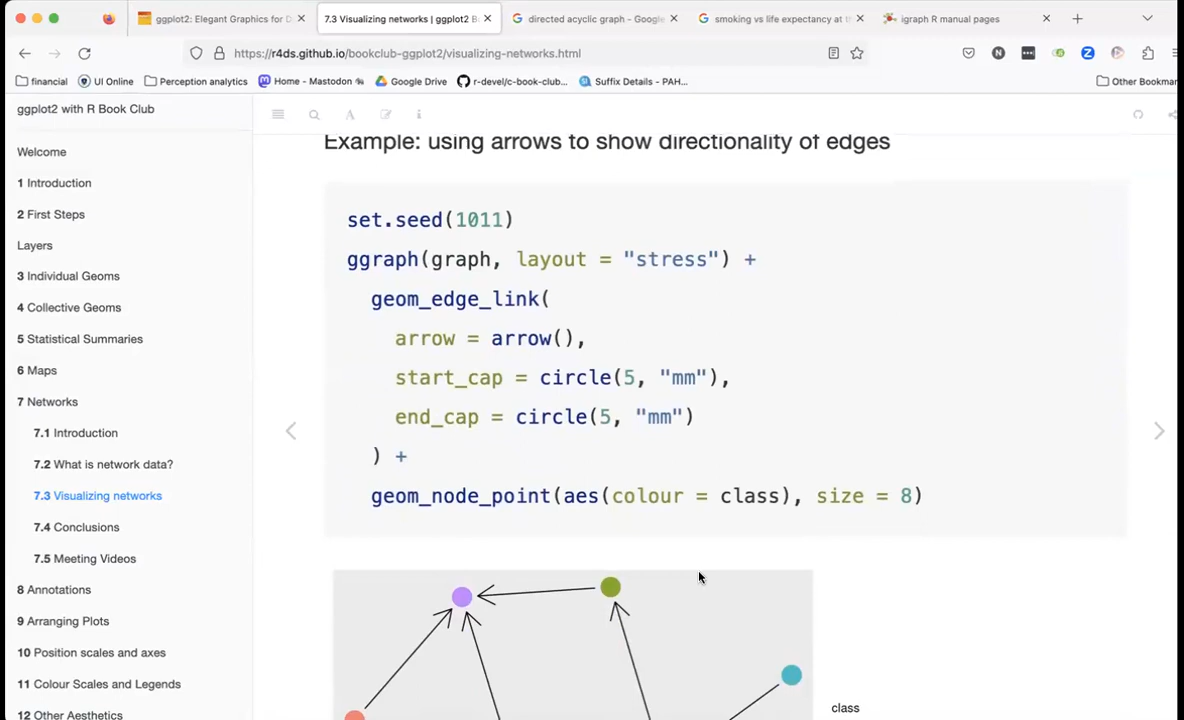 ggplot2: Elegant Graphics for D
7.3 Visualizing networks | ggplot2 B
directed acyclic graph - Google
smoking vs life expectancy at th
igraph R manual pages
https://r4ds.github.io/bookclub-ggplot2/visualizing-networks.html
financial
UI Online
Perception analytics
Home - Mastodon
Google Drive
r-devel/c-book-club...
Suffix Details - PAH...
Other Bookmar
ggplot2 with R Book Club
Welcome
1 Introduction
2 First Steps
Layers
3 Individual Geoms
4 Collective Geoms
5 Statistical Summaries
6 Maps
7 Networks
7.1 Introduction
7.2 What is network data?
7.3 Visualizing networks
7.4 Conclusions
7.5 Meeting Videos
8 Annotations
9 Arranging Plots
10 Position scales and axes
11 Colour Scales and Legends
12 Other Aesthetics
Example: using arrows to show directionality of edges
set.seed(1011)
ggraph(graph, layout = "stress") +
geom_edge_link(
arrow = arrow(),
start_cap = circle(5, "mm"),
end_cap = circle(5, "mm")
) +
geom_node_point(aes(colour = class), size = 8)
class